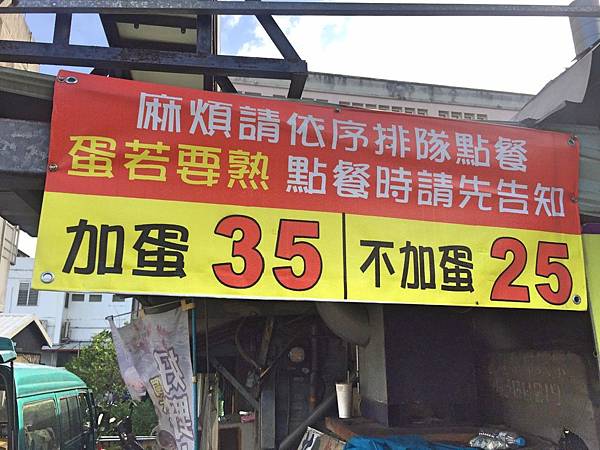 麻煩請依序排隊點餐
蛋若要熟 點餐時請先告知
加蛋 35 不加蛋 25